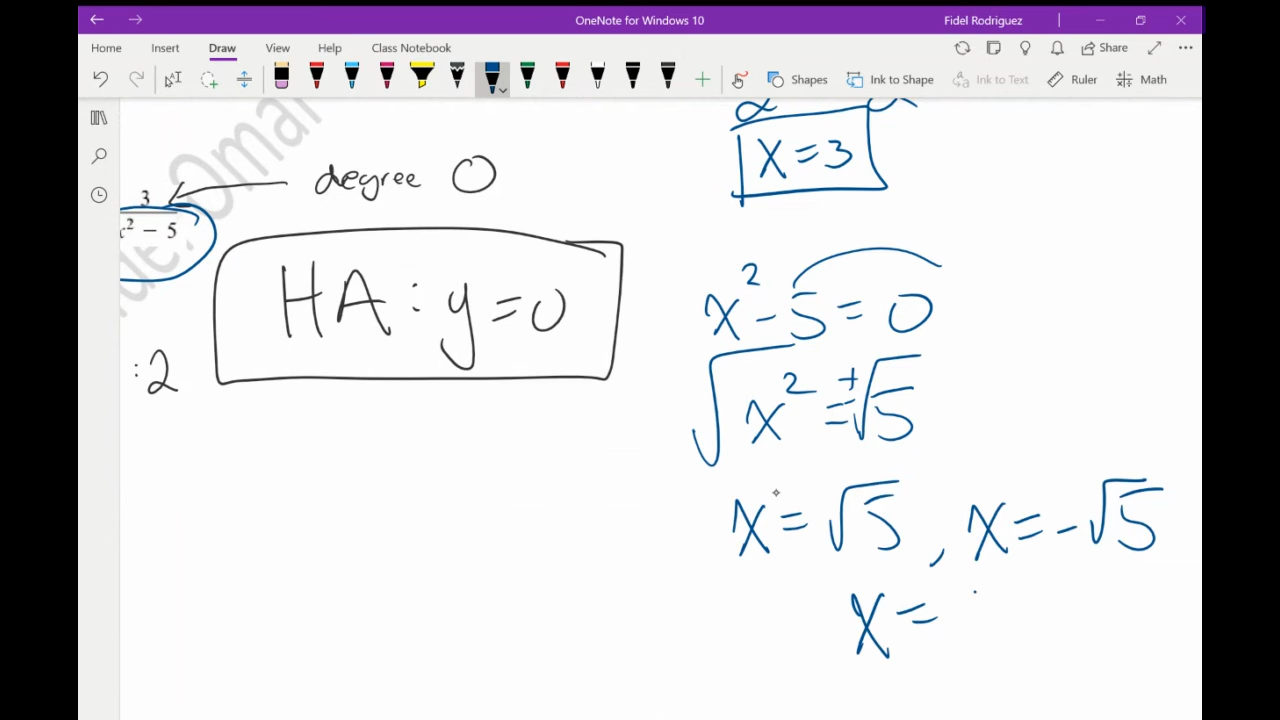 OneNote for Windows 10
Fidel Rodriguez
Home Insert Draw View Help Class Notebook
Share
Shapes Ink to Shape Ink to Text Ruler Math
Omar
degree 0
3
x² - 5
HA: y = 0
: 2
x = 3
x² - 5 = 0
√x² = ±√5
x = √5, x = -√5
x =